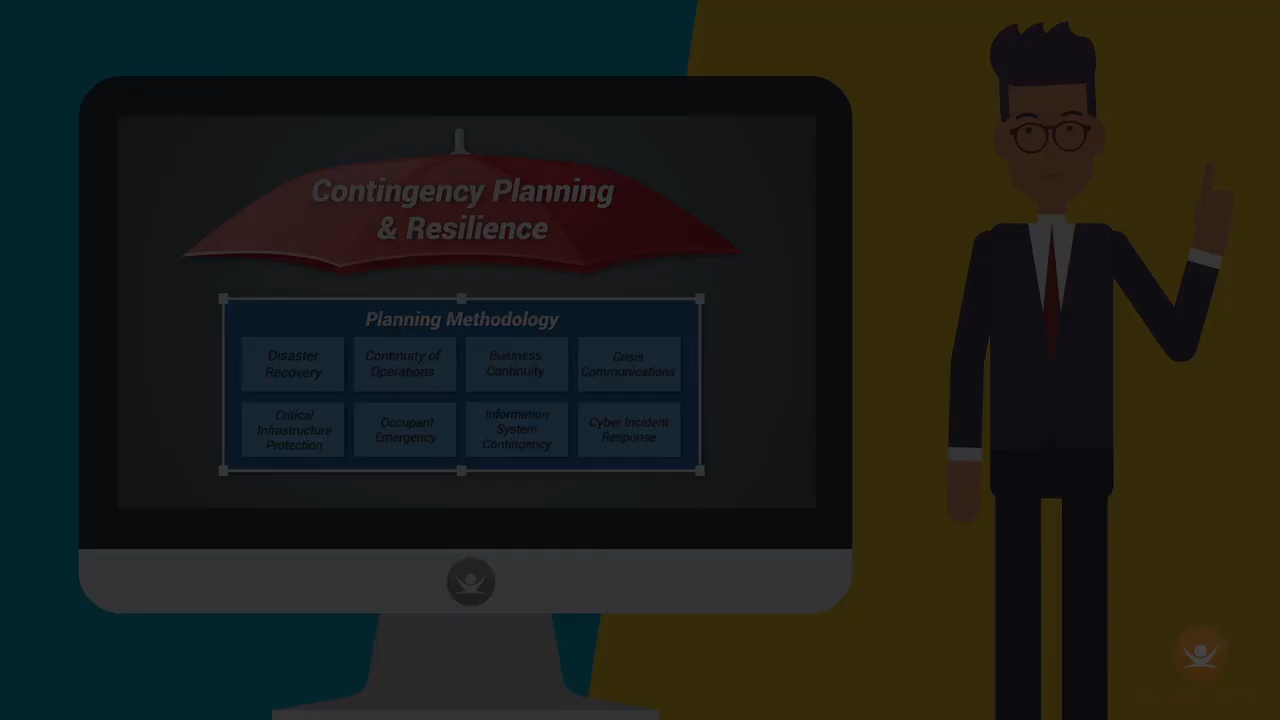 Contingency Planning
& Resilience
Planning Methodology
Disaster
Recovery
Continuity of
Operations
Business
Continuity
Crisis
Communications
Critical
Infrastructure
Protection
Occupant
Emergency
Information
System
Contingency
Cyber Incident
Response